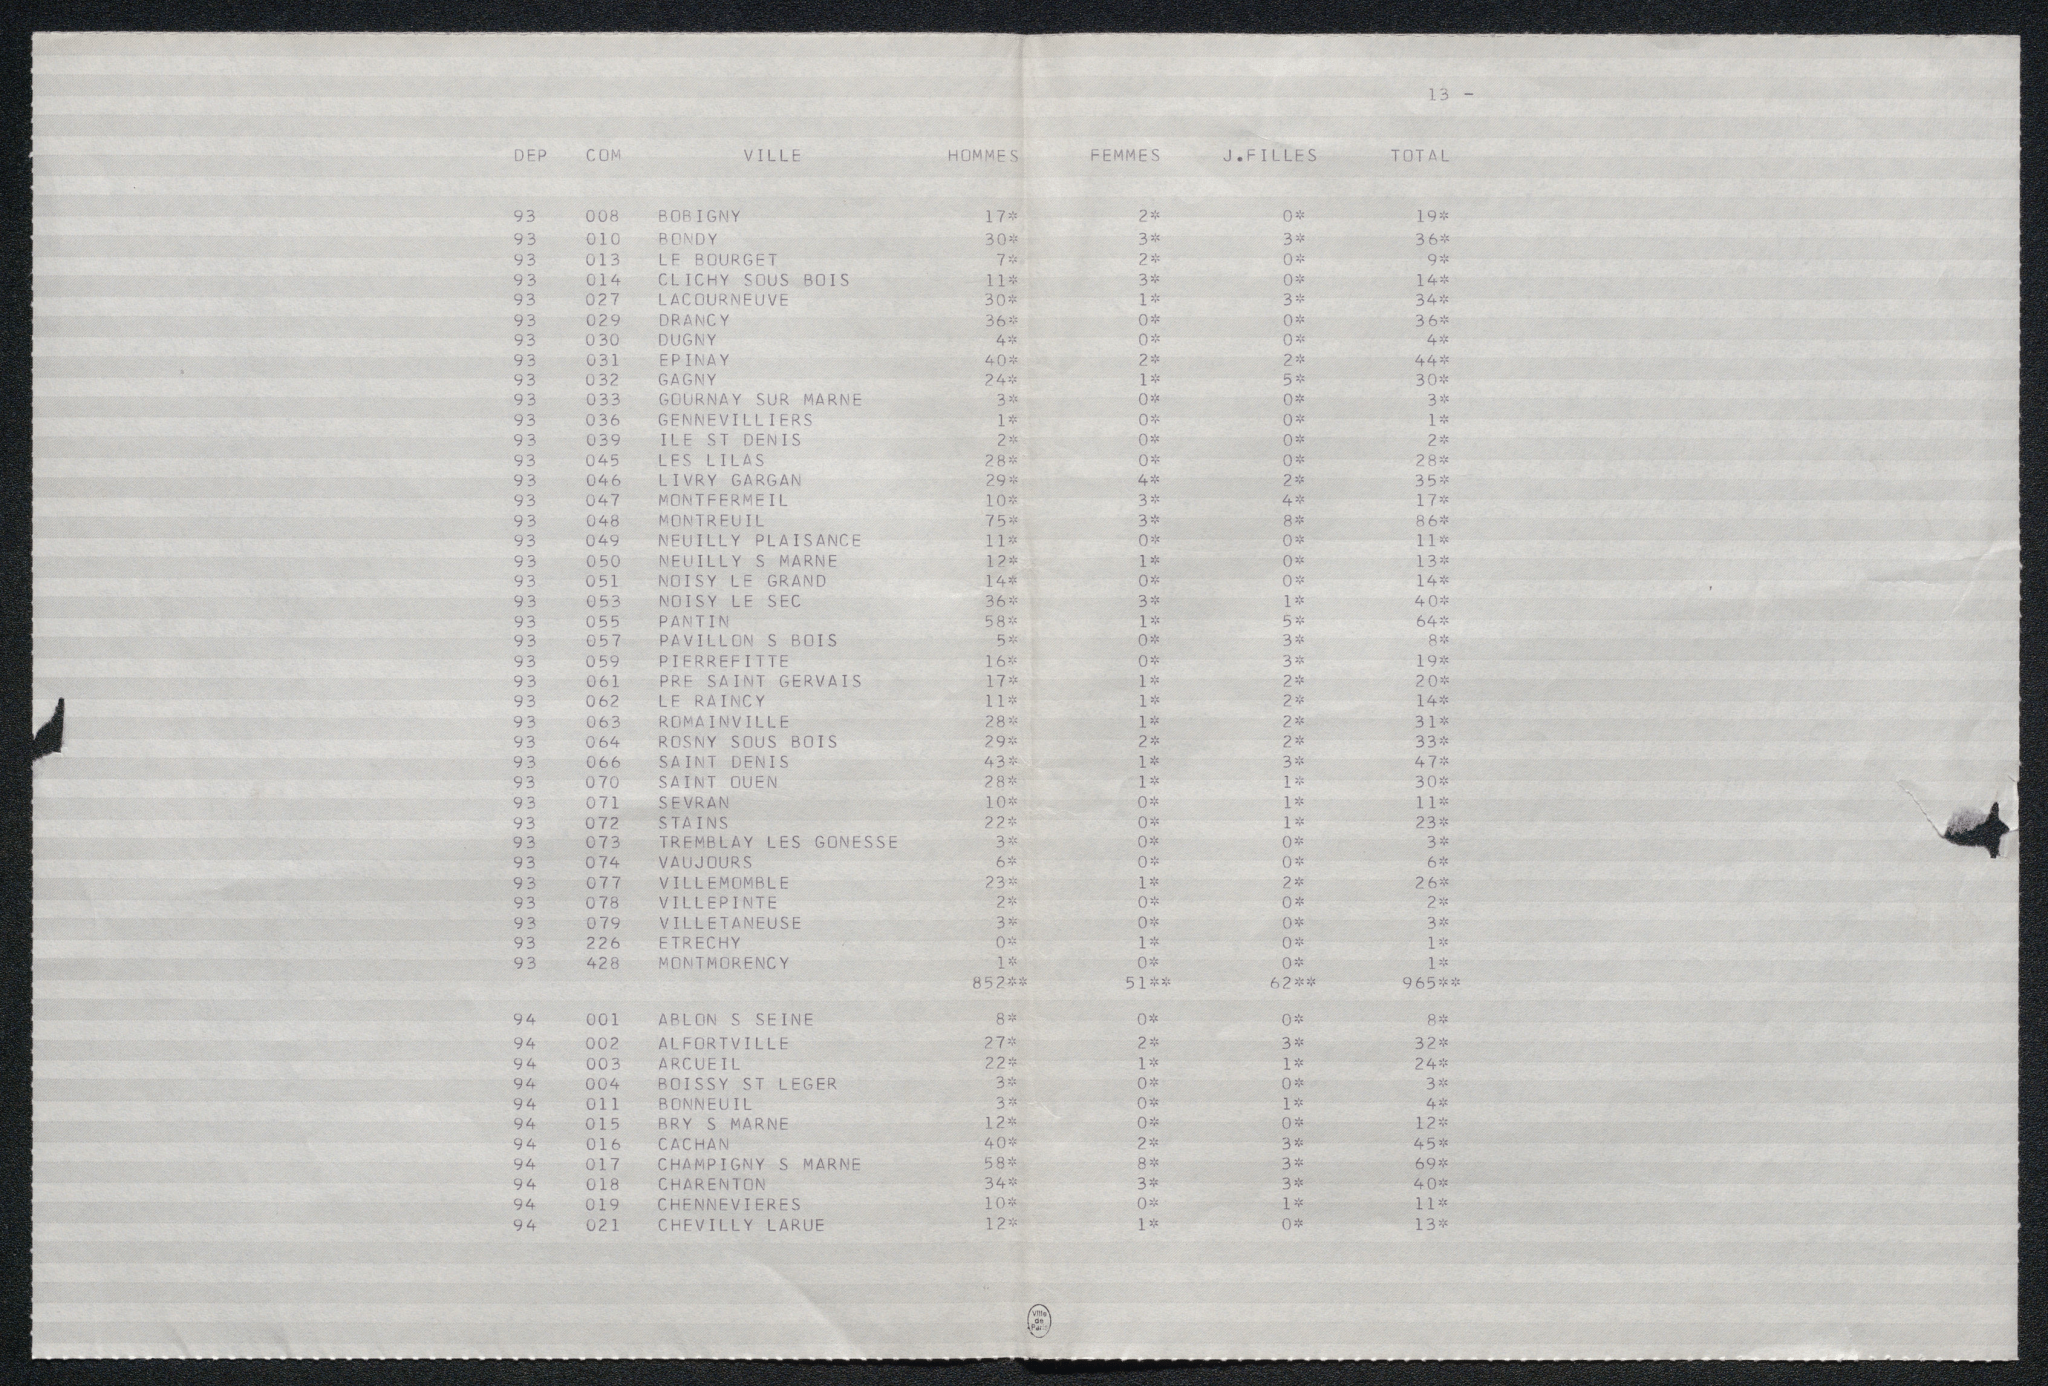 13 -
DEP COM VILLE HOMMES FEMMES J.FILLES TOTAL
93 008 BOBIGNY 17* 2* 0* 19*
93 010 BONDY 30* 3* 3* 36*
93 013 LE BOURGET 7* 2* 0* 9*
93 014 CLICHY SOUS BOIS 11* 3* 0* 14*
93 027 LACOURNEUVE 30* 1* 3* 34*
93 029 DRANCY 36* 0* 0* 36*
93 030 DUGNY 4* 0* 0* 4*
93 031 EPINAY 40* 2* 2* 44*
93 032 GAGNY 24* 1* 5* 30*
93 033 GOURNAY SUR MARNE 3* 0* 0* 3*
93 036 GENNEVILLIERS 1* 0* 0* 1*
93 039 ILE ST DENIS 2* 0* 0* 2*
93 045 LES LILAS 28* 0* 0* 28*
93 046 LIVRY GARGAN 29* 4* 2* 35*
93 047 MONTFERMEIL 10* 3* 4* 17*
93 048 MONTREUIL 75* 3* 8* 86*
93 049 NEUILLY PLAISANCE 11* 0* 0* 11*
93 050 NEUILLY S MARNE 12* 1* 0* 13*
93 051 NOISY LE GRAND 14* 0* 0* 14*
93 053 NOISY LE SEC 36* 3* 1* 40*
93 055 PANTIN 58* 1* 5* 64*
93 057 PAVILLON S BOIS 5* 0* 3* 8*
93 059 PIERREFITTE 16* 0* 3* 19*
93 061 PRE SAINT GERVAIS 17* 1* 2* 20*
93 062 LE RAINCY 11* 1* 2* 14*
93 063 ROMAINVILLE 28* 1* 2* 31*
93 064 ROSNY SOUS BOIS 29* 2* 2* 33*
93 066 SAINT DENIS 43* 1* 3* 47*
93 070 SAINT OUEN 28* 1* 1* 30*
93 071 SEVRAN 10* 0* 1* 11*
93 072 STAINS 22* 0* 1* 23*
93 073 TREMBLAY LES GONESSE 3* 0* 0* 3*
93 074 VAUJOURS 6* 0* 0* 6*
93 077 VILLEMOMBLE 23* 1* 2* 26*
93 078 VILLEPINTE 2* 0* 0* 2*
93 079 VILLETANEUSE 3* 0* 0* 3*
93 226 ETRECHY 0* 1* 0* 1*
93 428 MONTMORENCY 1* 0* 0* 1*
852** 51** 62** 965**
94 001 ABLON S SEINE 8* 0* 0* 8*
94 002 ALFORTVILLE 27* 2* 3* 32*
94 003 ARCUEIL 22* 1* 1* 24*
94 004 BOISSY ST LEGER 3* 0* 0* 3*
94 011 BONNEUIL 3* 0* 1* 4*
94 015 BRY S MARNE 12* 0* 0* 12*
94 016 CACHAN 40* 2* 3* 45*
94 017 CHAMPIGNY S MARNE 58* 8* 3* 69*
94 018 CHARENTON 34* 3* 3* 40*
94 019 CHENNEVIERES 10* 0* 1* 11*
94 021 CHEVILLY LARUE 12* 1* 0* 13*
Ville
de
Paris